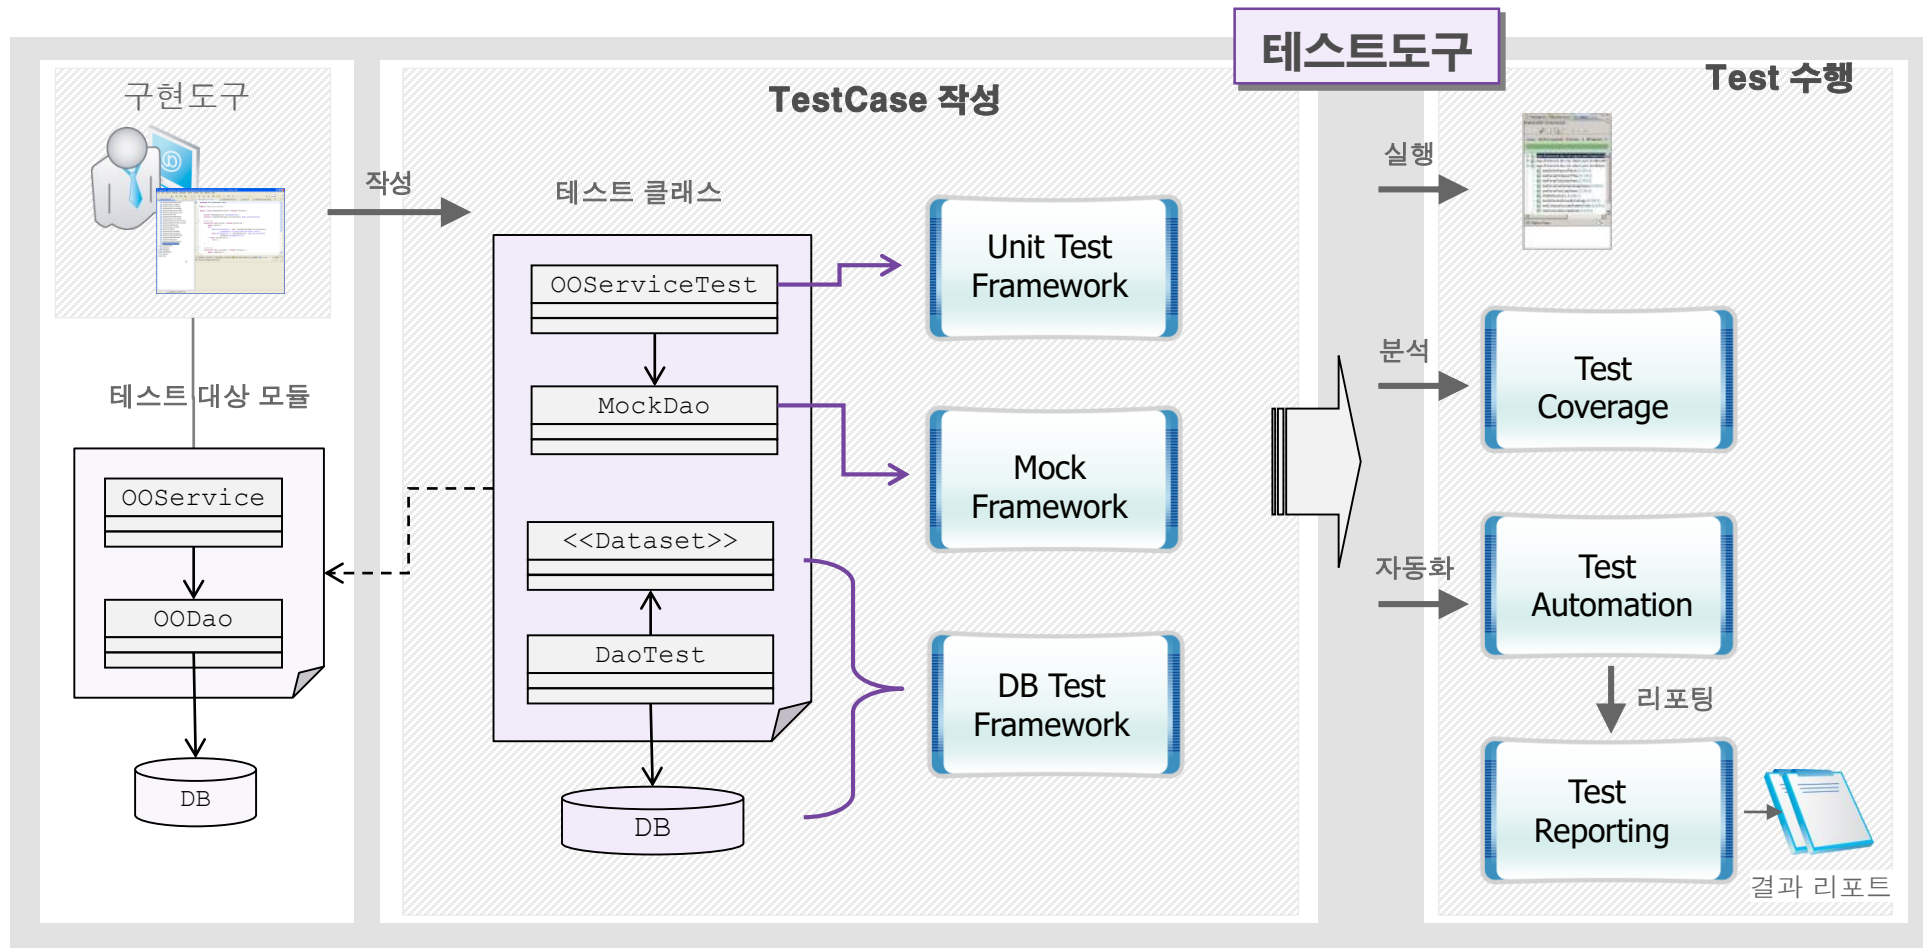 테스트도구
구현도구
작성
테스트 대상 모듈
OOService
OODao
DB
TestCase 작성
테스트 클래스
OOServiceTest
MockDao
<<Dataset>>
DaoTest
DB
Unit Test
Framework
Mock
Framework
DB Test
Framework
Test 수행
실행
분석
Test
Coverage
자동화
Test
Automation
리포팅
Test
Reporting
결과 리포트